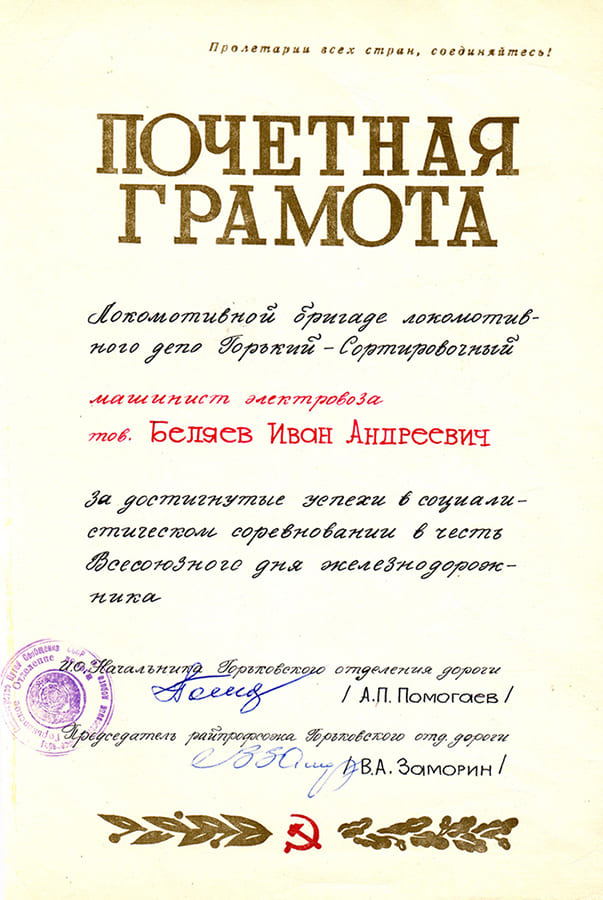 Пролетарии всех стран, соединяйтесь!
ПОЧЕТНАЯ
ГРАМОТА
Локомотивной бригаде локомотив-
ного депо Горький-Сортировочный
машинист электровоза
тов. Беляев Иван Андреевич
за достигнутые успехи в социали-
стическом соревновании в честь
Всесоюзного дня железнодорож-
ника
И.О. Начальника Горьковского отделения дороги
/ А.П. Помогаев /
Председатель райпрофсожа Горьковского отд. дороги
/ В.А. Заморин /